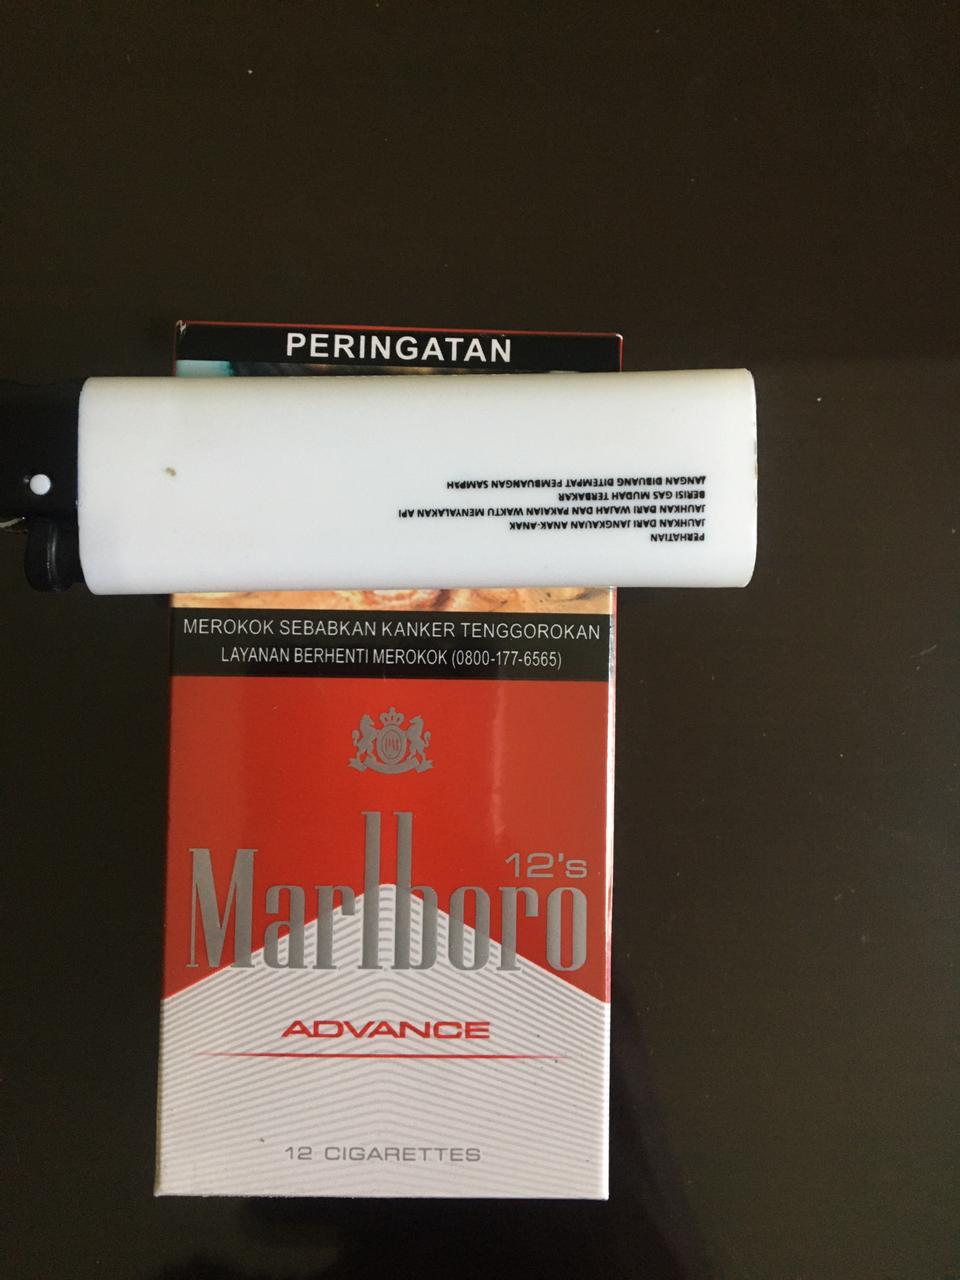 PERINGATAN
PERHATIAN
JAUHKAN DARI JANGKAUAN ANAK-ANAK
JAUHKAN DARI WAJAH DAN PAKAIAN WAKTU MENYALAKAN API
BERISI GAS MUDAH TERBAKAR
JANGAN DIBUANG DITEMPAT PEMBUANGAN SAMPAH
MEROKOK SEBABKAN KANKER TENGGOROKAN
LAYANAN BERHENTI MEROKOK (0800-177-6565)
PM
12's
Marlboro
ADVANCE
12 CIGARETTES